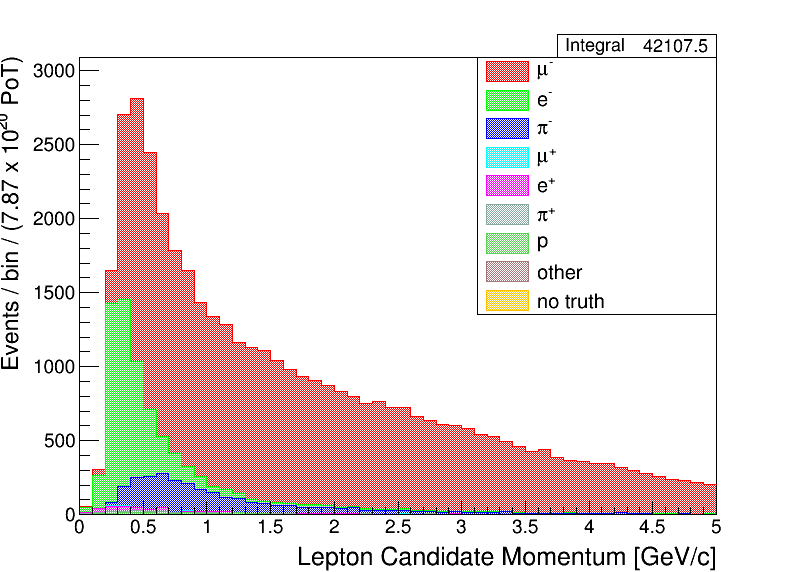 Integral 42107.5
μ-
e-
π-
μ+
e+
π+
p
other
no truth
Events / bin / (7.87 x 10^20 PoT)
3000
2500
2000
1500
1000
500
0
0 0.5 1 1.5 2 2.5 3 3.5 4 4.5 5
Lepton Candidate Momentum [GeV/c]